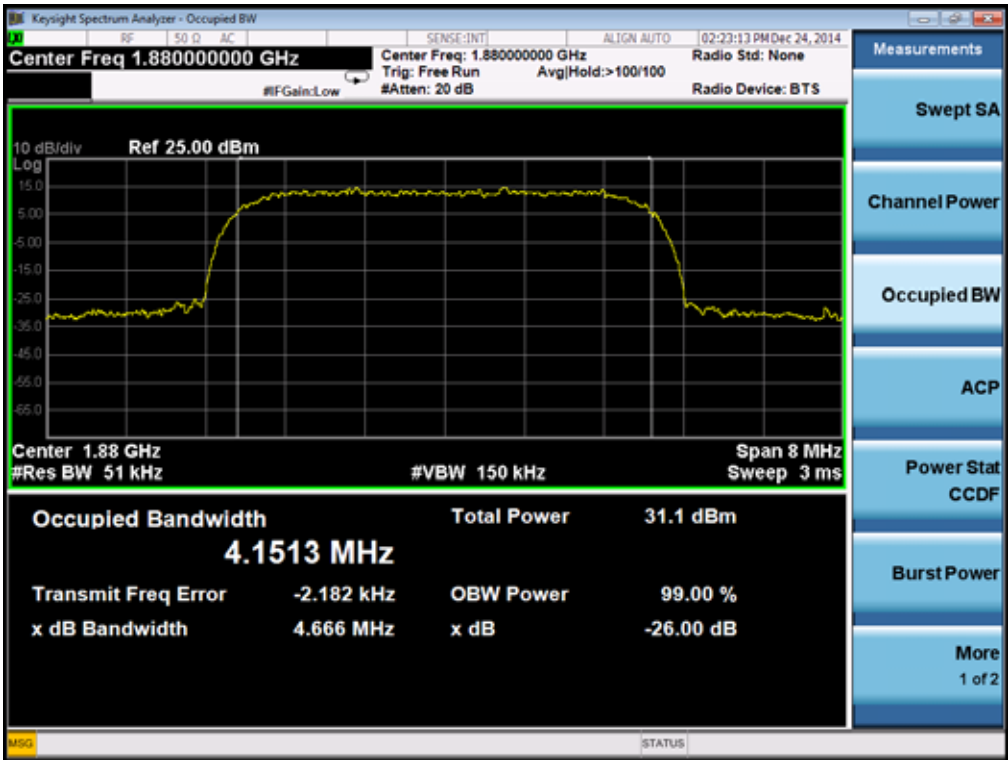 Keysight Spectrum Analyzer - Occupied BW
RF 50 Ω AC SENSE:INT ALIGN AUTO 02:23:13 PM Dec 24, 2014
Center Freq 1.880000000 GHz
Center Freq: 1.880000000 GHz
Radio Std: None
Trig: Free Run Avg|Hold:>100/100
#IFGain:Low
#Atten: 20 dB
Radio Device: BTS
10 dB/div Ref 25.00 dBm
Log
15.0
5.00
-5.00
-15.0
-25.0
-35.0
-45.0
-55.0
-65.0
Center 1.88 GHz Span 8 MHz
#Res BW 51 kHz #VBW 150 kHz Sweep 3 ms
Occupied Bandwidth Total Power 31.1 dBm
4.1513 MHz
Transmit Freq Error -2.182 kHz OBW Power 99.00 %
x dB Bandwidth 4.666 MHz x dB -26.00 dB
MSG STATUS
Measurements
Swept SA
Channel Power
Occupied BW
ACP
Power Stat
CCDF
Burst Power
More
1 of 2